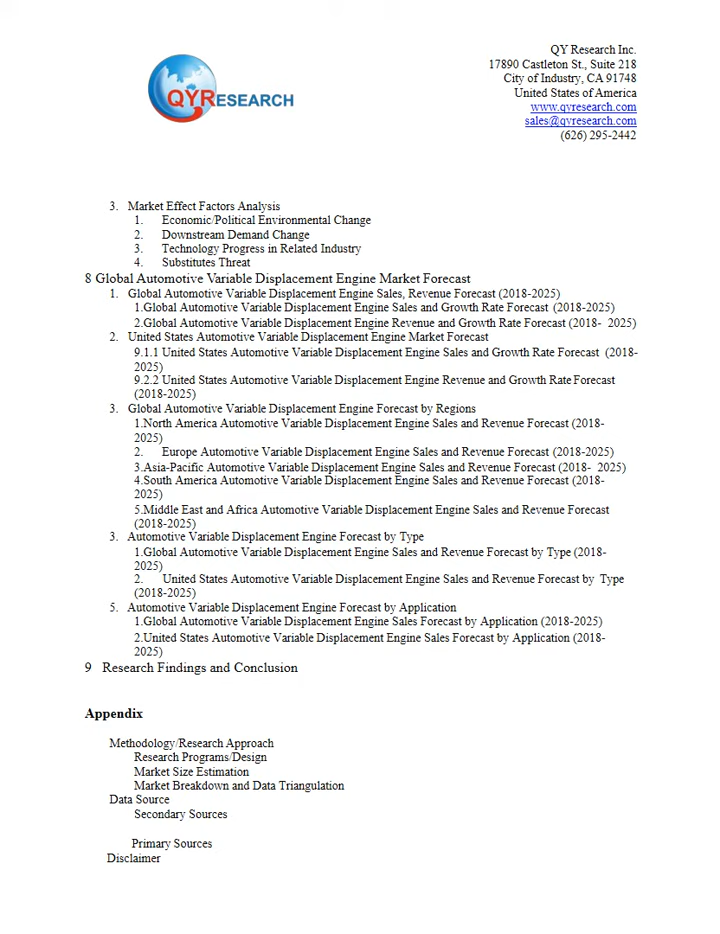 QY Research Inc.
17890 Castleton St., Suite 218
City of Industry, CA 91748
United States of America
www.qyresearch.com
sales@qyresearch.com
(626) 295-2442
QYRESEARCH
3. Market Effect Factors Analysis
1. Economic/Political Environmental Change
2. Downstream Demand Change
3. Technology Progress in Related Industry
4. Substitutes Threat
8 Global Automotive Variable Displacement Engine Market Forecast
1. Global Automotive Variable Displacement Engine Sales, Revenue Forecast (2018-2025)
1.Global Automotive Variable Displacement Engine Sales and Growth Rate Forecast (2018-2025)
2.Global Automotive Variable Displacement Engine Revenue and Growth Rate Forecast (2018- 2025)
2. United States Automotive Variable Displacement Engine Market Forecast
9.1.1 United States Automotive Variable Displacement Engine Sales and Growth Rate Forecast (2018-
2025)
9.2.2 United States Automotive Variable Displacement Engine Revenue and Growth Rate Forecast
(2018-2025)
3. Global Automotive Variable Displacement Engine Forecast by Regions
1.North America Automotive Variable Displacement Engine Sales and Revenue Forecast (2018-
2025)
2. Europe Automotive Variable Displacement Engine Sales and Revenue Forecast (2018-2025)
3.Asia-Pacific Automotive Variable Displacement Engine Sales and Revenue Forecast (2018- 2025)
4.South America Automotive Variable Displacement Engine Sales and Revenue Forecast (2018-
2025)
5.Middle East and Africa Automotive Variable Displacement Engine Sales and Revenue Forecast
(2018-2025)
3. Automotive Variable Displacement Engine Forecast by Type
1.Global Automotive Variable Displacement Engine Sales and Revenue Forecast by Type (2018-
2025)
2. United States Automotive Variable Displacement Engine Sales and Revenue Forecast by Type
(2018-2025)
5. Automotive Variable Displacement Engine Forecast by Application
1.Global Automotive Variable Displacement Engine Sales Forecast by Application (2018-2025)
2.United States Automotive Variable Displacement Engine Sales Forecast by Application (2018-
2025)
9 Research Findings and Conclusion
Appendix
Methodology/Research Approach
Research Programs/Design
Market Size Estimation
Market Breakdown and Data Triangulation
Data Source
Secondary Sources
Primary Sources
Disclaimer